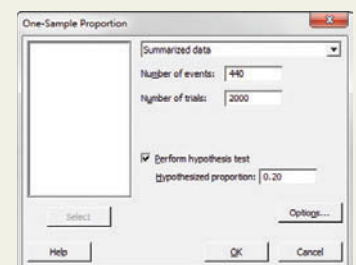 One-Sample Proportion
Summarized data
Number of events: 440
Number of trials: 2000
Perform hypothesis test
Hypothesized proportion: 0.20
Select
Options...
Help
OK
Cancel